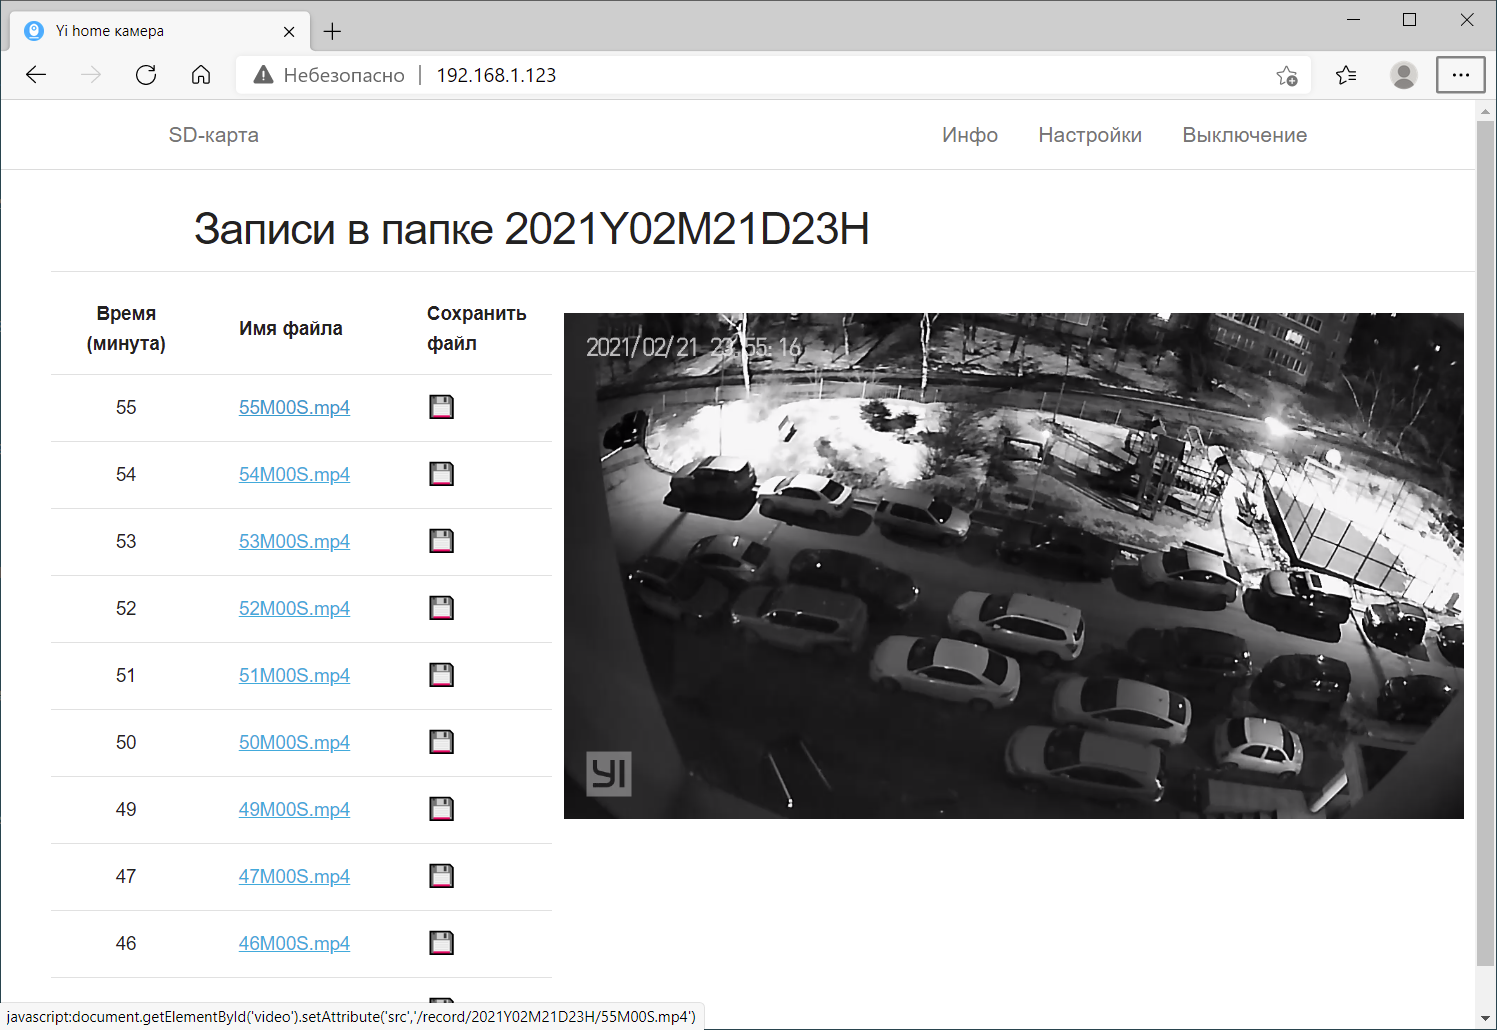 Yi home камера
Небезопасно | 192.168.1.123
SD-карта Инфо Настройки Выключение
Записи в папке 2021Y02M21D23H
Время
(минута)
Имя файла
Сохранить
файл
2021/02/21 23:55:16
55 55M00S.mp4
54 54M00S.mp4
53 53M00S.mp4
52 52M00S.mp4
51 51M00S.mp4
50 50M00S.mp4
49 49M00S.mp4
47 47M00S.mp4
46 46M00S.mp4
YI
javascript:document.getElementById('video').setAttribute('src','/record/2021Y02M21D23H/55M00S.mp4')